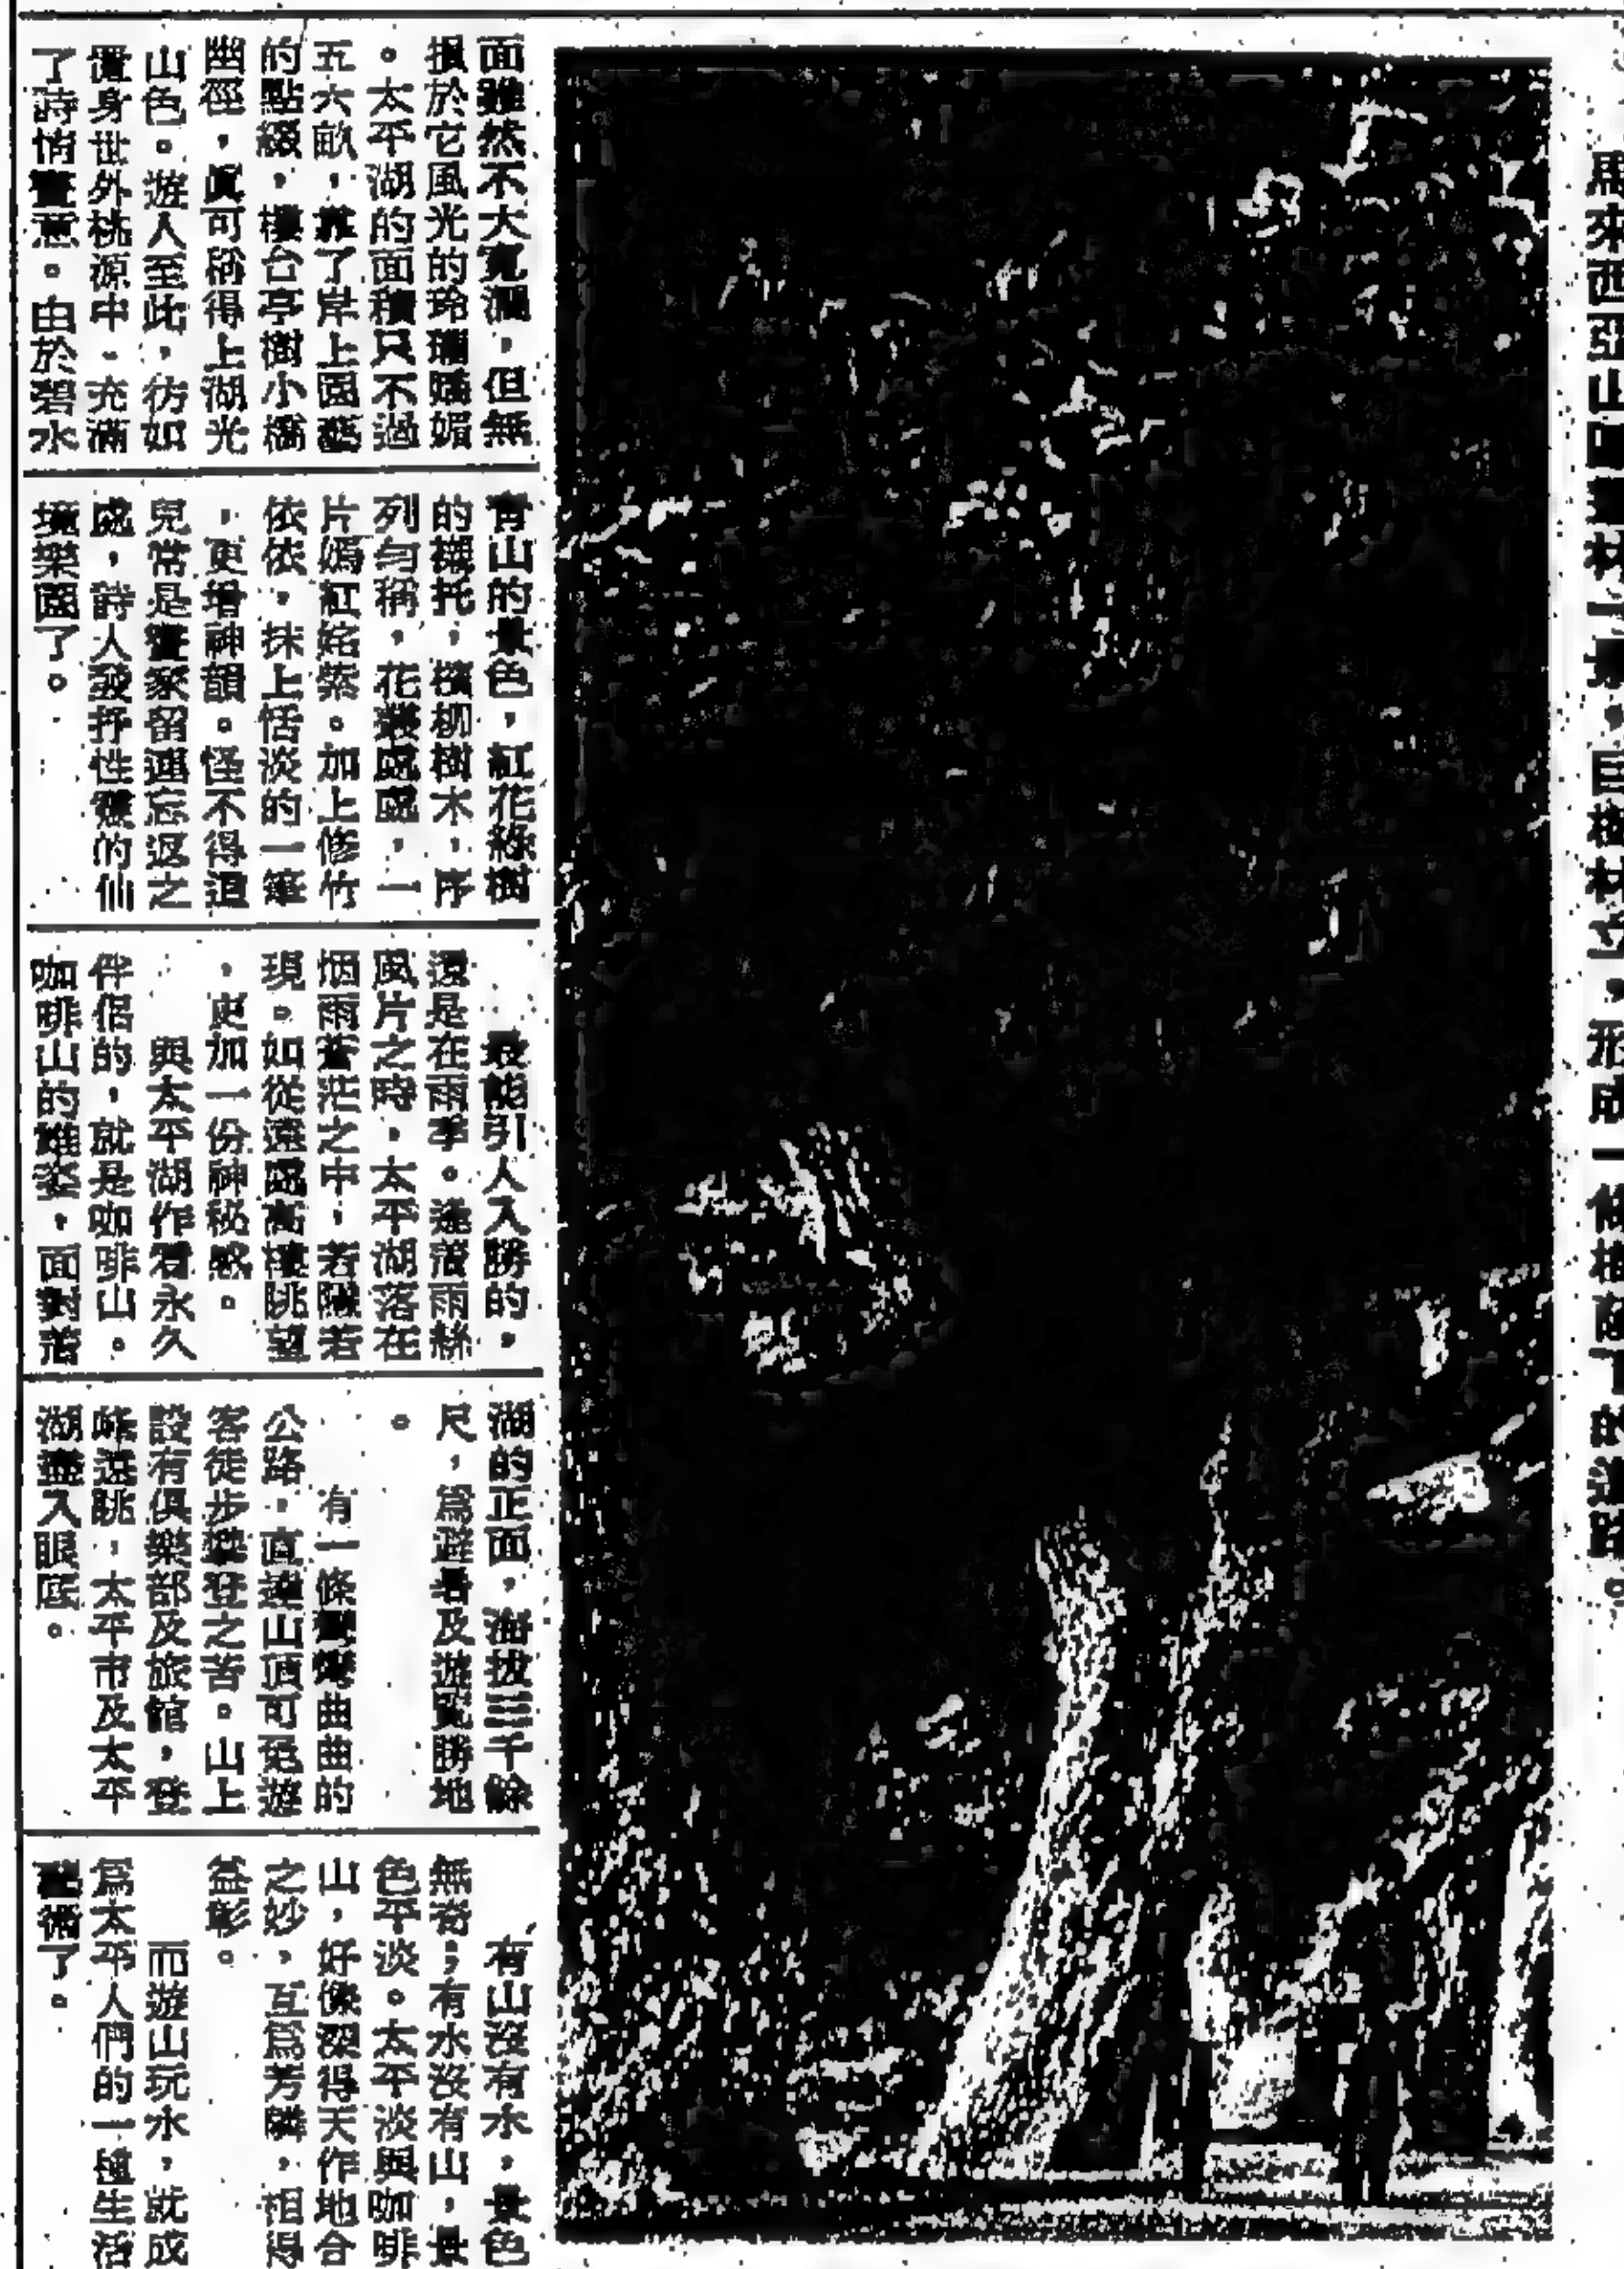 馬來西亞山中叢林一景，巨樹林立，形成一條樹蔭下的道路。
面雖然不大寬濶，但無
損於它風光的玲瓏嬌媚
。太平湖的面積只不過
五六畝，靠了岸上園藝
的點綴，樓台亭榭小橋
幽徑，眞可稱得上湖光
山色。遊人至此，彷如
置身世外桃源中，充滿
了詩情畫意。由於碧水
青山的景色，紅花綠樹
的襯托，檳榔樹木，序
列勻稱，花叢處處，一
片嫣紅姹紫。加上修竹
依依，抹上恬淡的一筆
，更增神韻。怪不得這
兒常是畫家留連忘返之
處，詩人發抒性靈的仙
境樂園了。
最能引人入勝的，
還是在雨季。逢着雨絲
風片之時，太平湖落在
烟雨蒼茫之中，若隱若
現。如從遠處高樓眺望
，更加一份神秘感。
與太平湖作着永久
伴侶的，就是咖啡山。
咖啡山的雄姿，面對着
湖的正面，海拔三千餘
尺，爲避暑及遊覽勝地
。
有一條彎彎曲曲的
公路，直達山頂可免遊
客徒步攀登之苦。山上
設有俱樂部及旅館，登
峰遠眺，太平市及太平
湖盡入眼底。
有山沒有水，景色
無奇；有水沒有山，景
色平淡。太平淡與咖啡
山，好像深得天作地合
之妙，互爲芳隣，相得
益彰。
而遊山玩水，就成
爲太平人們的一種生活
藝術了。